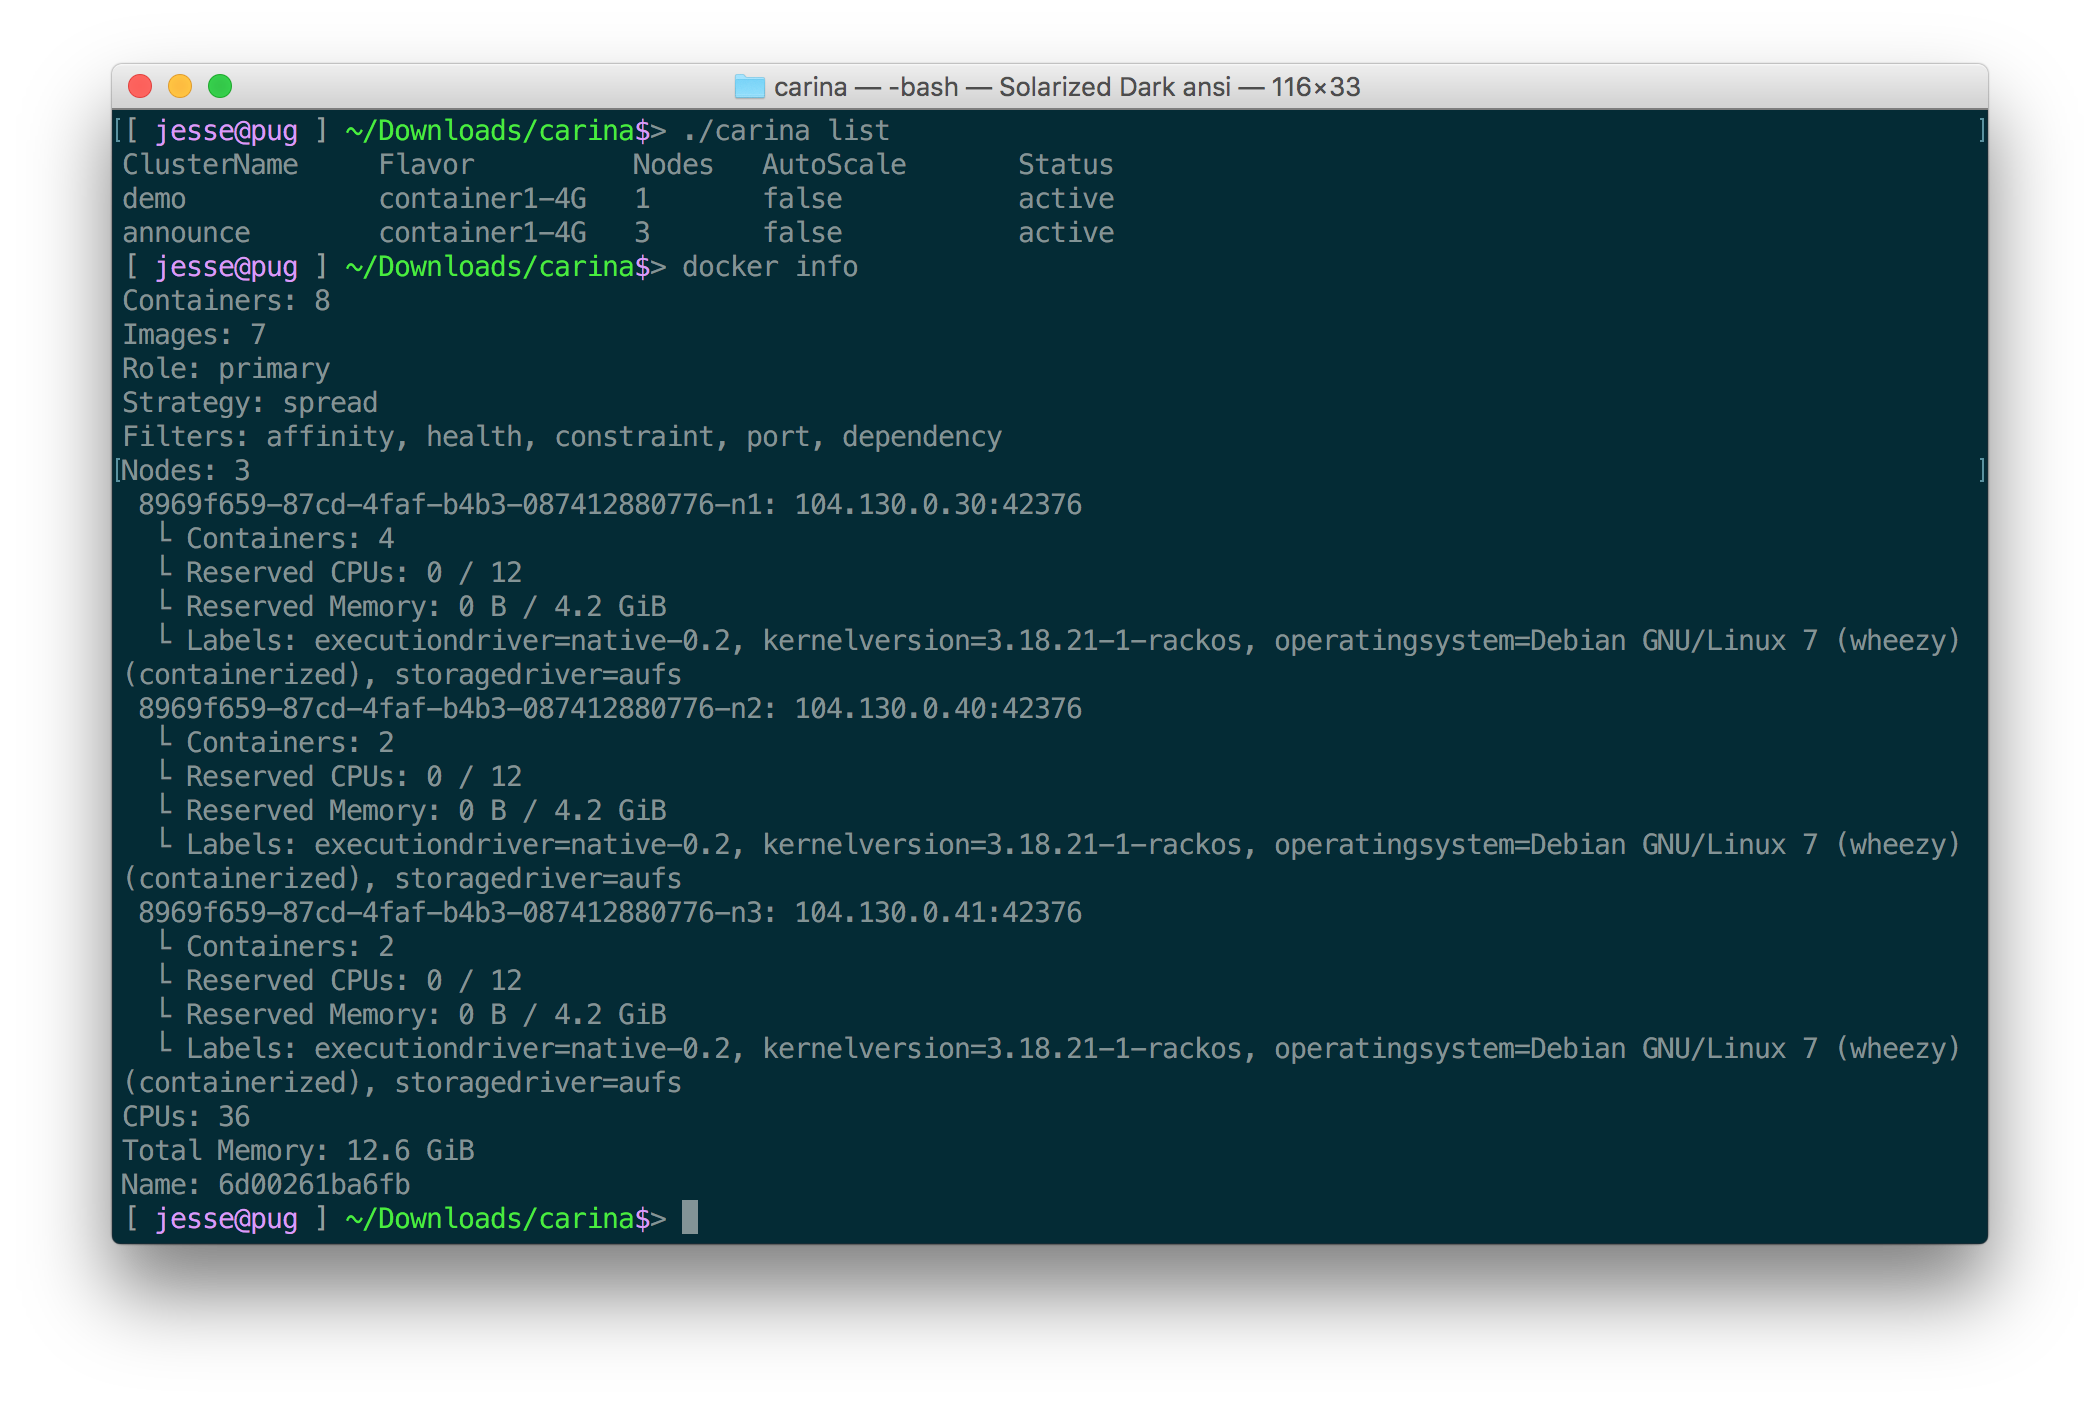 carina — -bash — Solarized Dark ansi — 116×33
[[ jesse@pug ] ~/Downloads/carina$> ./carina list ]
ClusterName     Flavor          Nodes   AutoScale       Status
demo            container1-4G   1       false           active
announce        container1-4G   3       false           active
[ jesse@pug ] ~/Downloads/carina$> docker info
Containers: 8
Images: 7
Role: primary
Strategy: spread
Filters: affinity, health, constraint, port, dependency
[Nodes: 3 ]
 8969f659-87cd-4faf-b4b3-087412880776-n1: 104.130.0.30:42376
  └ Containers: 4
  └ Reserved CPUs: 0 / 12
  └ Reserved Memory: 0 B / 4.2 GiB
  └ Labels: executiondriver=native-0.2, kernelversion=3.18.21-1-rackos, operatingsystem=Debian GNU/Linux 7 (wheezy)
(containerized), storagedriver=aufs
 8969f659-87cd-4faf-b4b3-087412880776-n2: 104.130.0.40:42376
  └ Containers: 2
  └ Reserved CPUs: 0 / 12
  └ Reserved Memory: 0 B / 4.2 GiB
  └ Labels: executiondriver=native-0.2, kernelversion=3.18.21-1-rackos, operatingsystem=Debian GNU/Linux 7 (wheezy)
(containerized), storagedriver=aufs
 8969f659-87cd-4faf-b4b3-087412880776-n3: 104.130.0.41:42376
  └ Containers: 2
  └ Reserved CPUs: 0 / 12
  └ Reserved Memory: 0 B / 4.2 GiB
  └ Labels: executiondriver=native-0.2, kernelversion=3.18.21-1-rackos, operatingsystem=Debian GNU/Linux 7 (wheezy)
(containerized), storagedriver=aufs
CPUs: 36
Total Memory: 12.6 GiB
Name: 6d00261ba6fb
[ jesse@pug ] ~/Downloads/carina$>